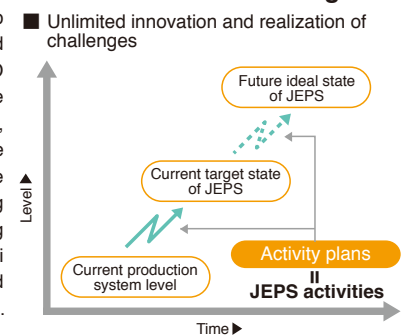 ■ Unlimited innovation and realization of
challenges
Future ideal state
of JEPS
Current target state
of JEPS
Level ▶
Activity plans
=
JEPS activities
Current production
system level
Time ▶